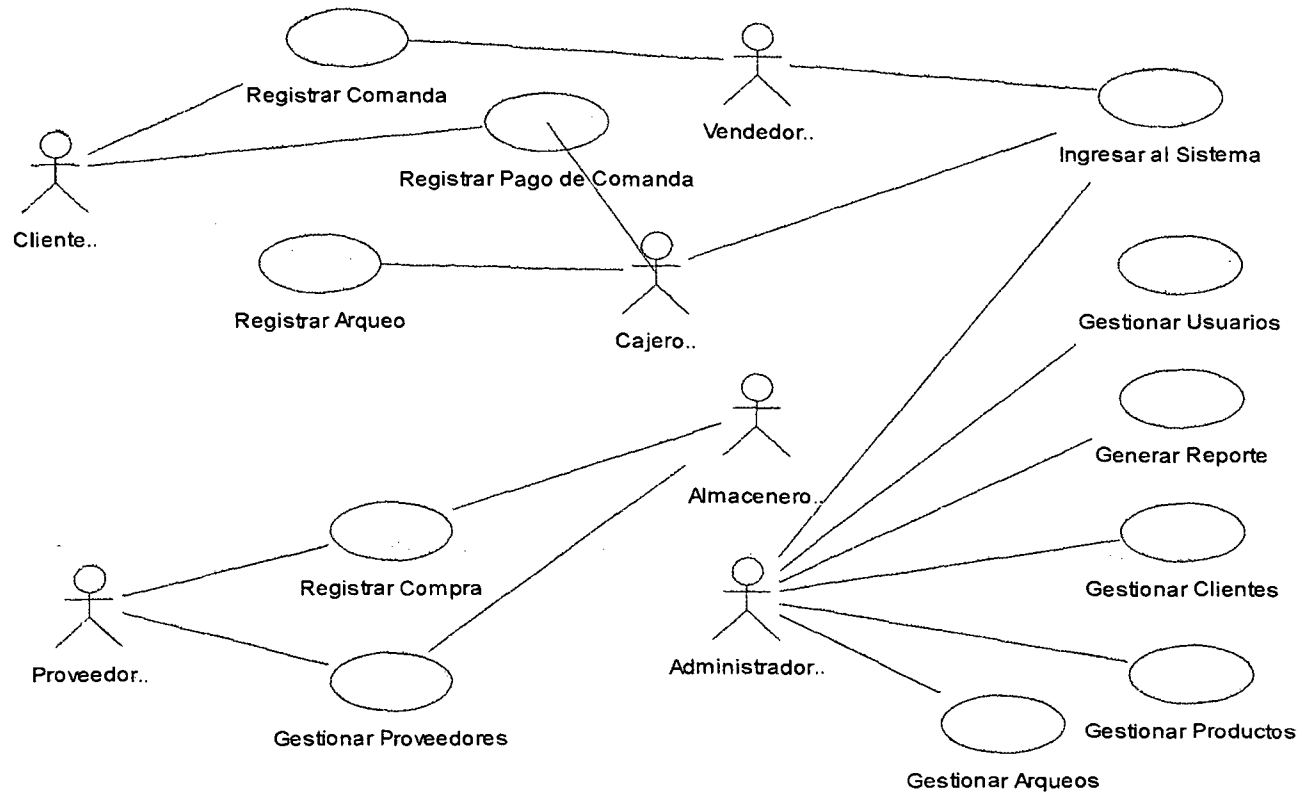 Registrar Comanda
Vendedor..
Ingresar al Sistema
Registrar Pago de Comanda
Cliente..
Registrar Arqueo
Cajero..
Gestionar Usuarios
Generar Reporte
Almacenero..
Registrar Compra
Gestionar Clientes
Proveedor..
Administrador..
Gestionar Proveedores
Gestionar Productos
Gestionar Arqueos